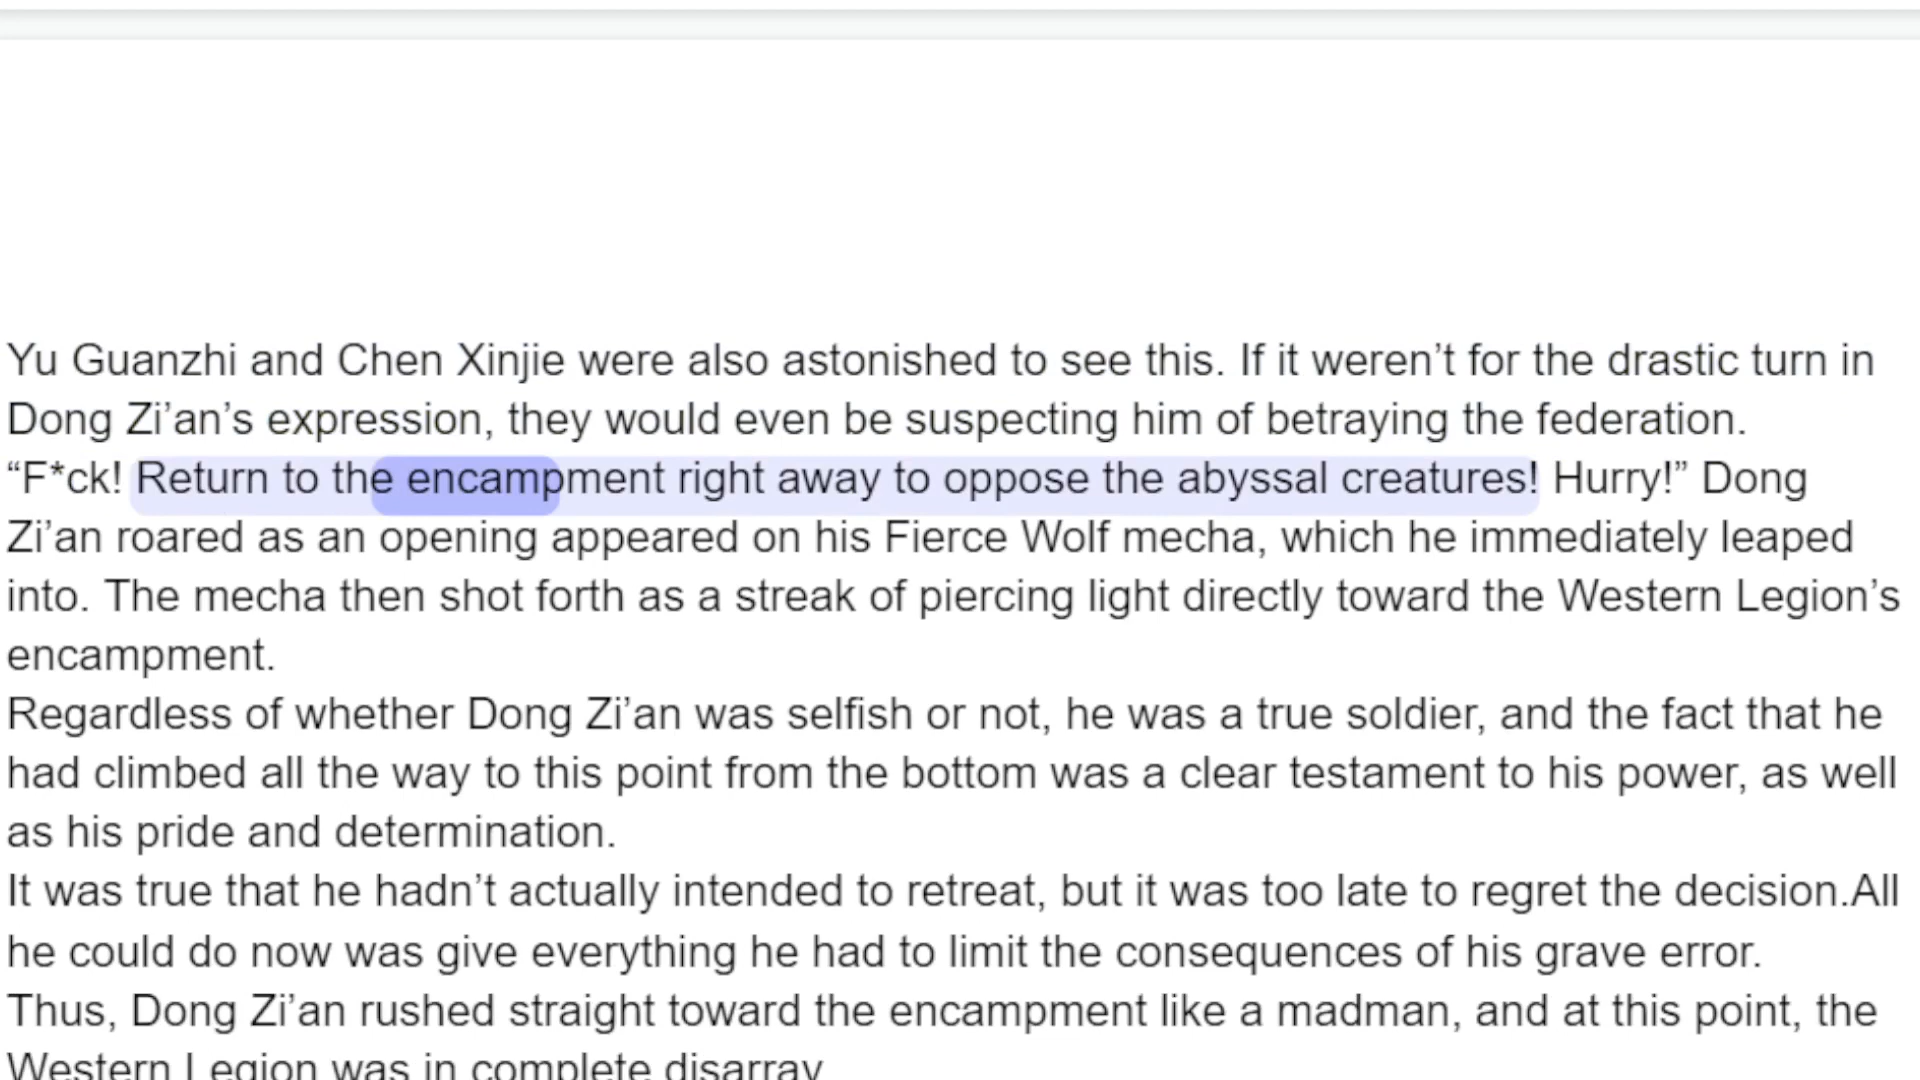 Yu Guanzhi and Chen Xinjie were also astonished to see this. If it weren’t for the drastic turn in
Dong Zi’an’s expression, they would even be suspecting him of betraying the federation.
“F*ck! Return to the encampment right away to oppose the abyssal creatures! Hurry!” Dong
Zi’an roared as an opening appeared on his Fierce Wolf mecha, which he immediately leaped
into. The mecha then shot forth as a streak of piercing light directly toward the Western Legion’s
encampment.
Regardless of whether Dong Zi’an was selfish or not, he was a true soldier, and the fact that he
had climbed all the way to this point from the bottom was a clear testament to his power, as well
as his pride and determination.
It was true that he hadn’t actually intended to retreat, but it was too late to regret the decision.All
he could do now was give everything he had to limit the consequences of his grave error.
Thus, Dong Zi’an rushed straight toward the encampment like a madman, and at this point, the
Western Legion was in complete disarray